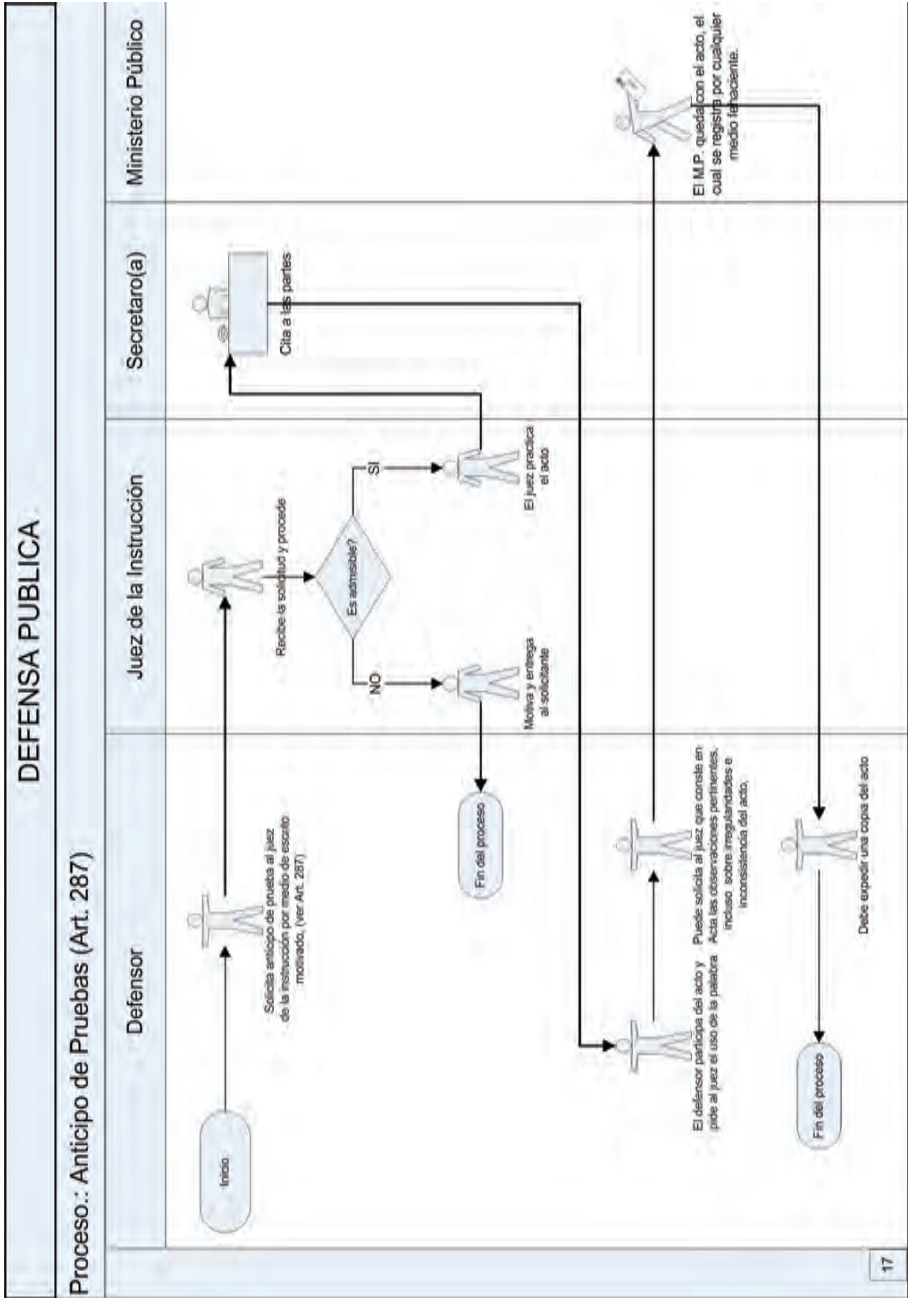 DEFENSA PUBLICA
Proceso.: Anticipo de Pruebas (Art. 287)
Defensor
Juez de la Instrucción
Secretaro(a)
Ministerio Público
Inicio
Solicita anticipo de prueba al juez
de la instrucción por medio de escrito
motivado, (ver Art. 287)
Recibe la solicitud y procede
Es admisible?
NO
SI
Motiva y entrega
al solicitante
El juez practica
el acto
Cita a las partes
Fin del proceso
El defensor participa del acto y
pide al juez el uso de la palabra
Puede solicita al juez que conste en
Acta las observaciones pertinentes,
incluso sobre irregularidades e
inconsistencia del acto,
El M.P. queda con el acto, el
cual se registra por cualquier
medio fehaciente.
Debe expedir una copia del acto
Fin del proceso
17